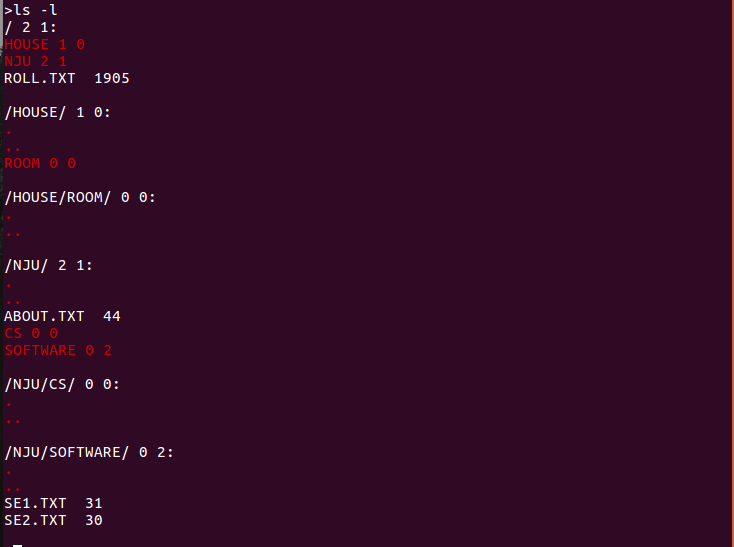 >ls -l
/ 2 1:
HOUSE 1 0
NJU 2 1
ROLL.TXT  1905
/HOUSE/ 1 0:
.
..
ROOM 0 0
/HOUSE/ROOM/ 0 0:
.
..
/NJU/ 2 1:
.
..
ABOUT.TXT  44
CS 0 0
SOFTWARE 0 2
/NJU/CS/ 0 0:
.
..
/NJU/SOFTWARE/ 0 2:
.
..
SE1.TXT  31
SE2.TXT  30